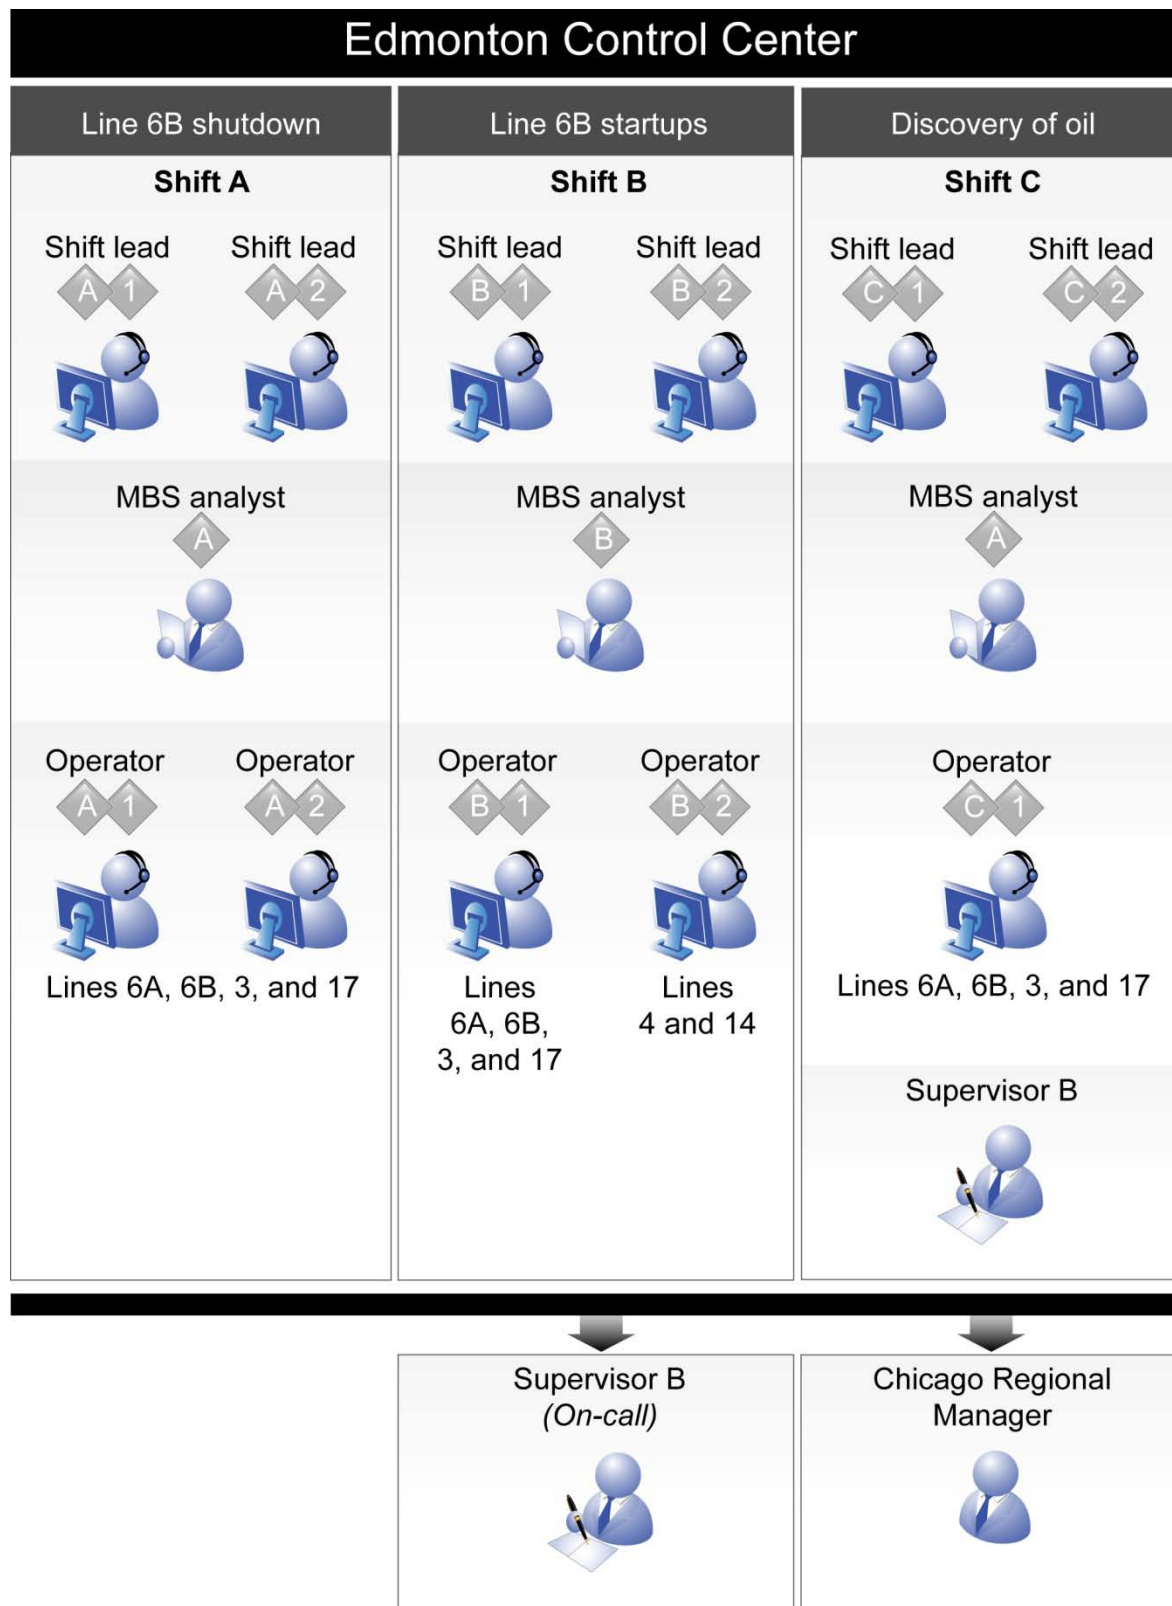 Edmonton Control Center
Line 6B shutdown
Shift A
Shift lead
A 1
Shift lead
A 2
MBS analyst
A
Operator
A 1
Operator
A 2
Lines 6A, 6B, 3, and 17
Line 6B startups
Shift B
Shift lead
B 1
Shift lead
B 2
MBS analyst
B
Operator
B 1
Lines
6A, 6B,
3, and 17
Operator
B 2
Lines
4 and 14
Discovery of oil
Shift C
Shift lead
C 1
Shift lead
C 2
MBS analyst
A
Operator
C 1
Lines 6A, 6B, 3, and 17
Supervisor B
Supervisor B
(On-call)
Chicago Regional
Manager